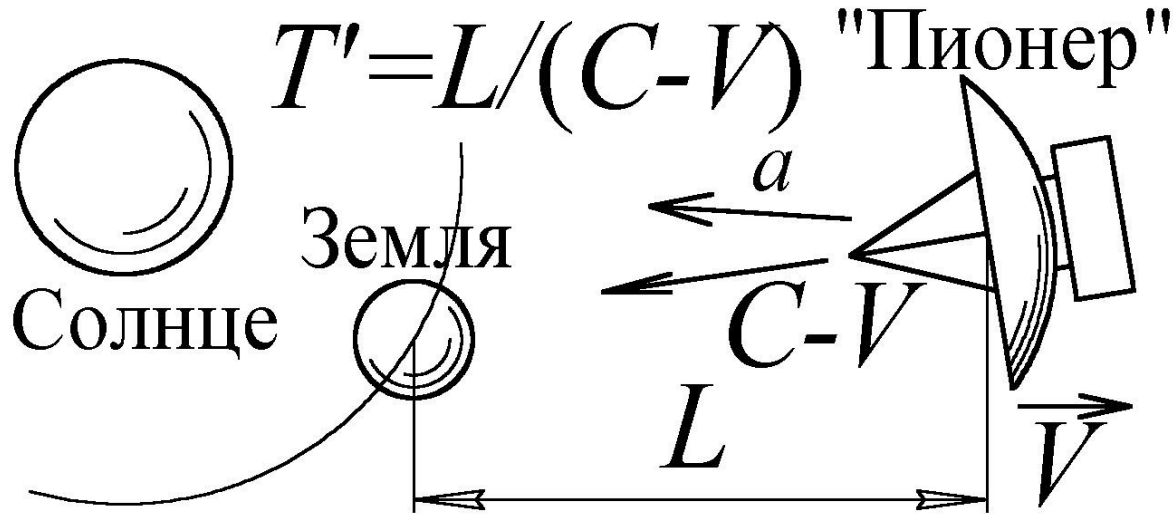 T'=L/(C-V)
"Пионер"
a
Земля
Солнце
C-V
L
V